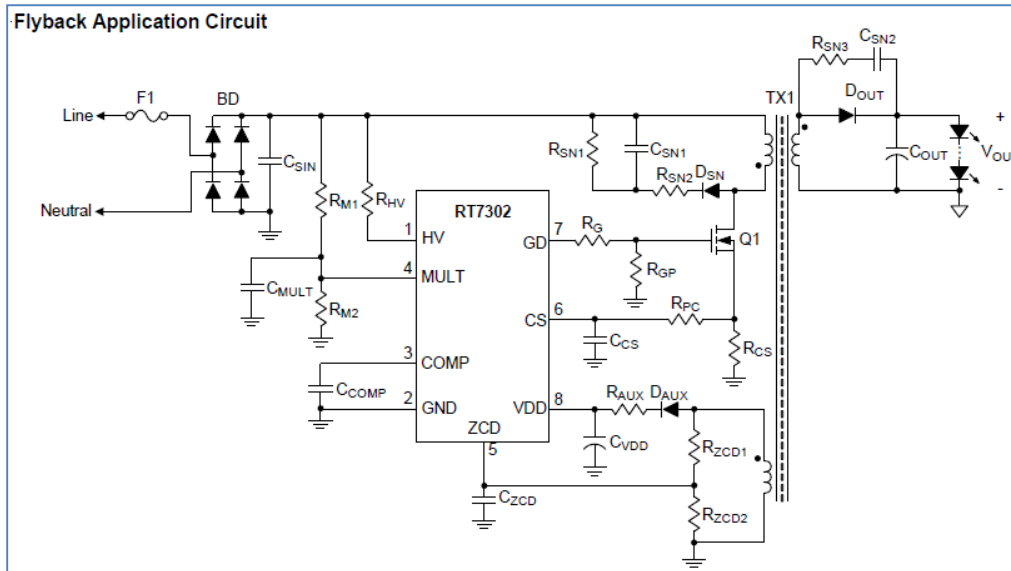 Flyback Application Circuit
F1
BD
Line
Neutral
CSIN
RM1
RHV
CMULT
RM2
CCOMP
RT7302
1
HV
4
MULT
3
COMP
2
GND
ZCD
5
GD
7
CS
6
VDD
8
RSN1
CSN1
RSN2
DSN
RG
RGP
Q1
RPC
CCS
RCS
RAUX
DAUX
CVDD
RZCD1
RZCD2
CZCD
TX1
RSN3
CSN2
DOUT
COUT
+
VOU
-